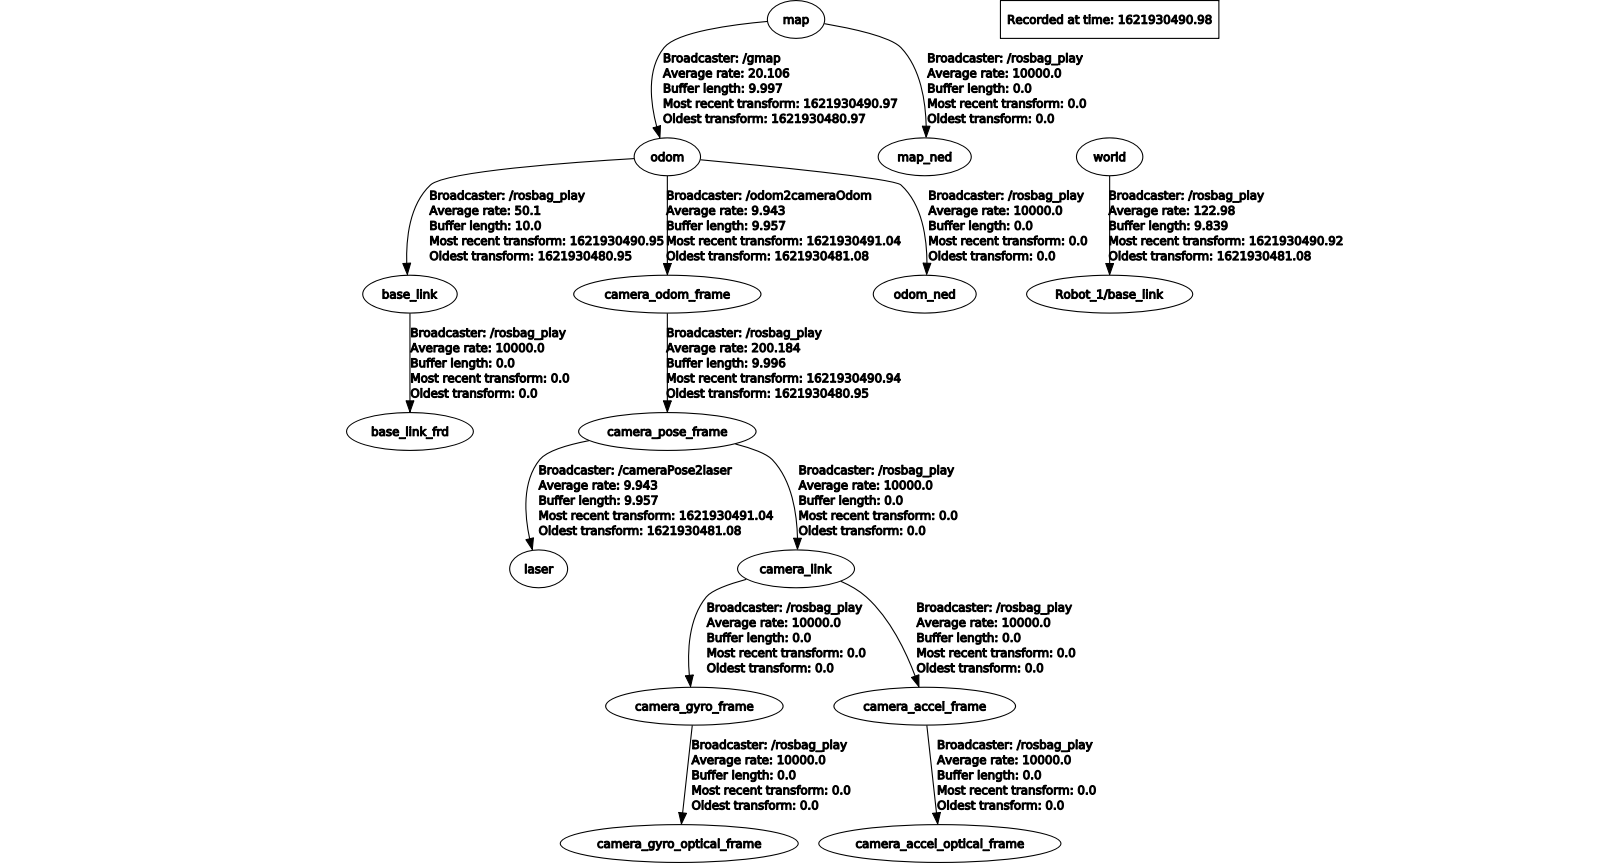 map
Recorded at time: 1621930490.98
Broadcaster: /gmap
Average rate: 20.106
Buffer length: 9.997
Most recent transform: 1621930490.97
Oldest transform: 1621930480.97
Broadcaster: /rosbag_play
Average rate: 10000.0
Buffer length: 0.0
Most recent transform: 0.0
Oldest transform: 0.0
odom
map_ned
world
Broadcaster: /rosbag_play
Average rate: 50.1
Buffer length: 10.0
Most recent transform: 1621930490.95
Oldest transform: 1621930480.95
Broadcaster: /odom2cameraOdom
Average rate: 9.943
Buffer length: 9.957
Most recent transform: 1621930491.04
Oldest transform: 1621930481.08
Broadcaster: /rosbag_play
Average rate: 10000.0
Buffer length: 0.0
Most recent transform: 0.0
Oldest transform: 0.0
Broadcaster: /rosbag_play
Average rate: 122.98
Buffer length: 9.839
Most recent transform: 1621930490.92
Oldest transform: 1621930481.08
base_link
camera_odom_frame
odom_ned
Robot_1/base_link
Broadcaster: /rosbag_play
Average rate: 10000.0
Buffer length: 0.0
Most recent transform: 0.0
Oldest transform: 0.0
Broadcaster: /rosbag_play
Average rate: 200.184
Buffer length: 9.996
Most recent transform: 1621930490.94
Oldest transform: 1621930480.95
base_link_frd
camera_pose_frame
Broadcaster: /cameraPose2laser
Average rate: 9.943
Buffer length: 9.957
Most recent transform: 1621930491.04
Oldest transform: 1621930481.08
Broadcaster: /rosbag_play
Average rate: 10000.0
Buffer length: 0.0
Most recent transform: 0.0
Oldest transform: 0.0
laser
camera_link
Broadcaster: /rosbag_play
Average rate: 10000.0
Buffer length: 0.0
Most recent transform: 0.0
Oldest transform: 0.0
Broadcaster: /rosbag_play
Average rate: 10000.0
Buffer length: 0.0
Most recent transform: 0.0
Oldest transform: 0.0
camera_gyro_frame
camera_accel_frame
Broadcaster: /rosbag_play
Average rate: 10000.0
Buffer length: 0.0
Most recent transform: 0.0
Oldest transform: 0.0
Broadcaster: /rosbag_play
Average rate: 10000.0
Buffer length: 0.0
Most recent transform: 0.0
Oldest transform: 0.0
camera_gyro_optical_frame
camera_accel_optical_frame